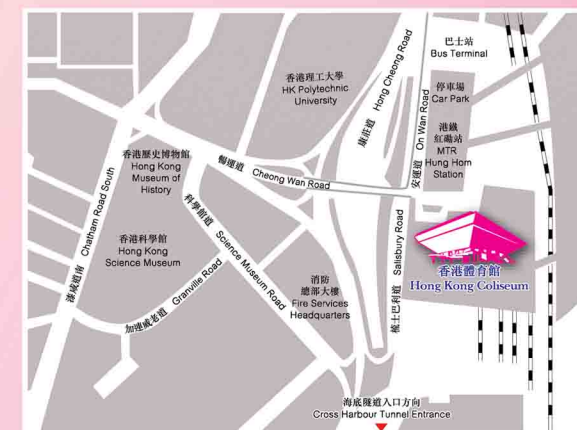 巴士站
Bus Terminal
香港理工大學
HK Polytechnic
University
康莊道 Hong Cheong Road
安運道 On Wan Road
停車場
Car Park
港鐵
紅磡站
MTR
Hung Hom
Station
香港歷史博物館
Hong Kong
Museum of
History
暢運道 Cheong Wan Road
漆咸道南 Chatham Road South
科學館道 Science Museum Road
香港科學館
Hong Kong
Science Museum
加連威老道 Granville Road
消防
總部大樓
Fire Services
Headquarters
梳士巴利道 Salisbury Road
香港體育館
Hong Kong Coliseum
海底隧道入口方向
Cross Harbour Tunnel Entrance